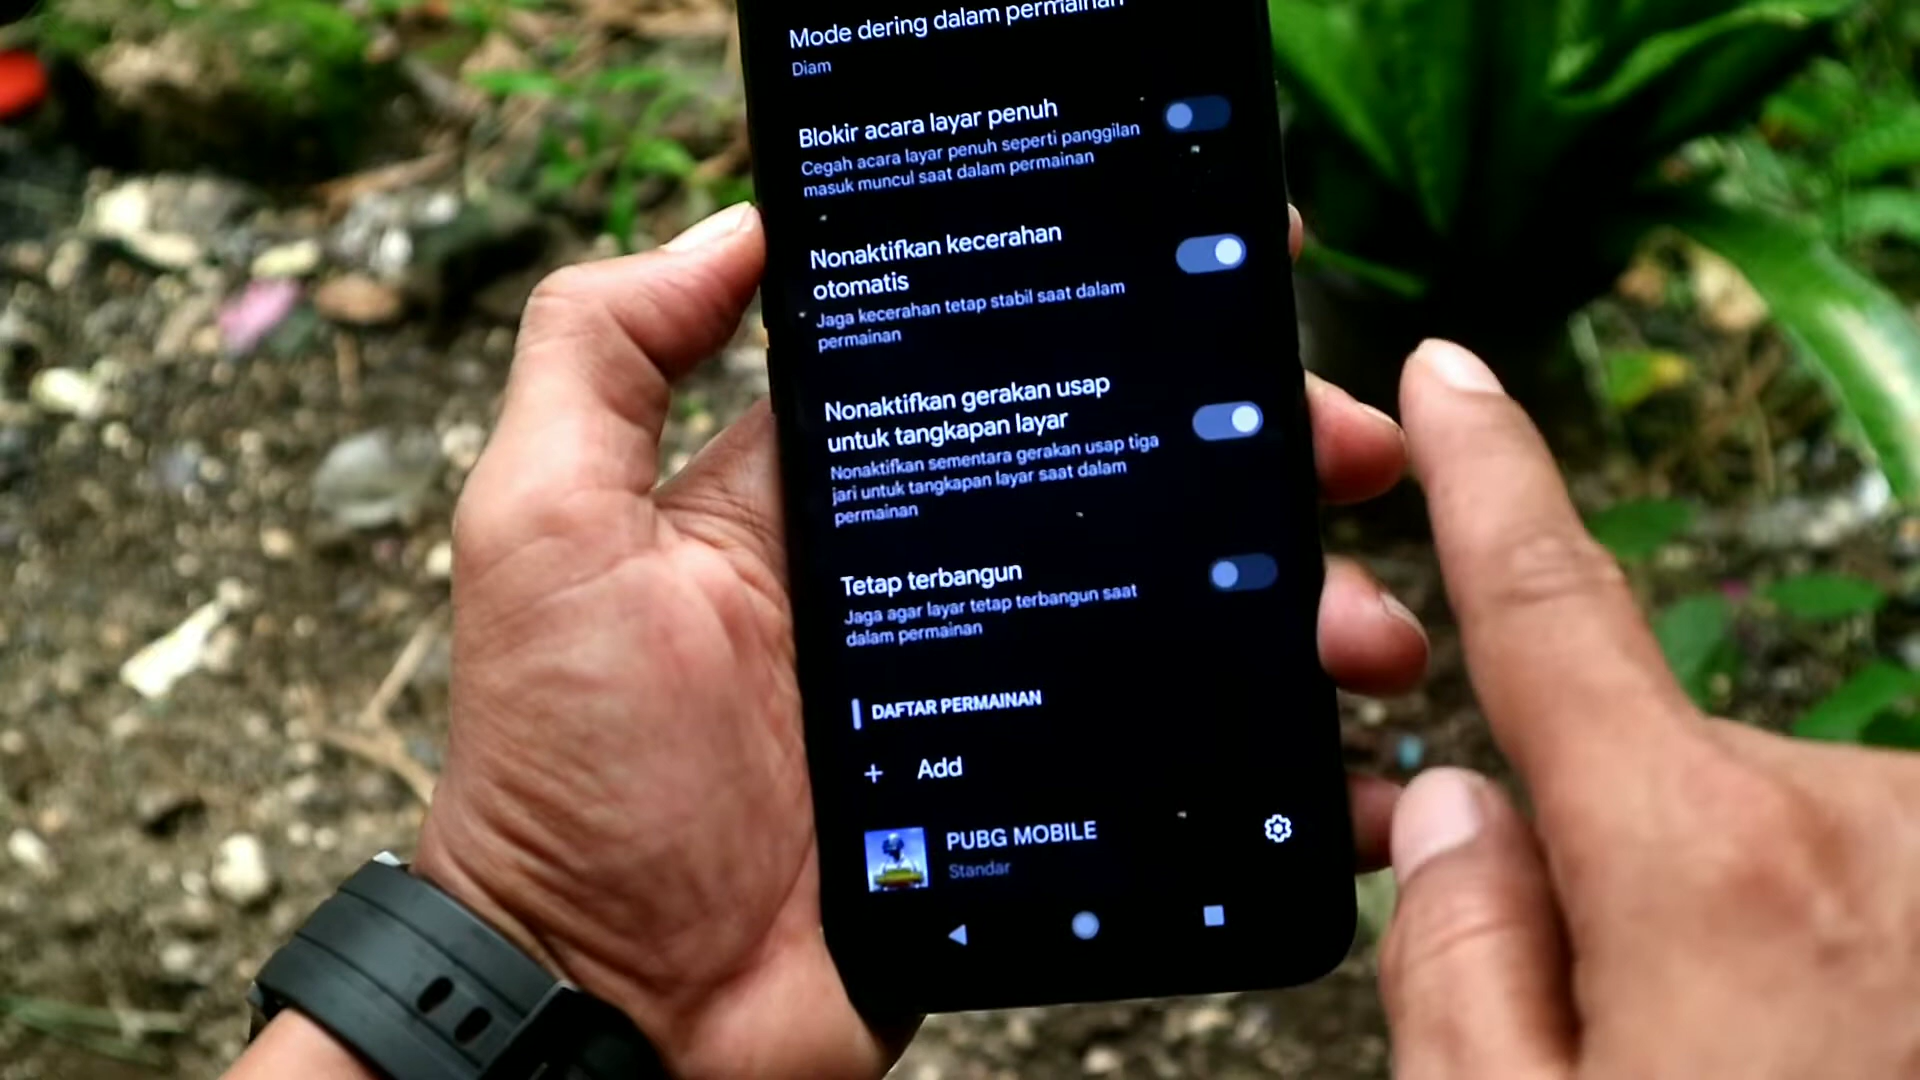 Mode dering dalam permainan
Diam
Blokir acara layar penuh
Cegah acara layar penuh seperti panggilan
masuk muncul saat dalam permainan
Nonaktifkan kecerahan
otomatis
Jaga kecerahan tetap stabil saat dalam
permainan
Nonaktifkan gerakan usap
untuk tangkapan layar
Nonaktifkan sementara gerakan usap tiga
jari untuk tangkapan layar saat dalam
permainan
Tetap terbangun
Jaga agar layar tetap terbangun saat
dalam permainan
DAFTAR PERMAINAN
+ Add
PUBG MOBILE
Standar